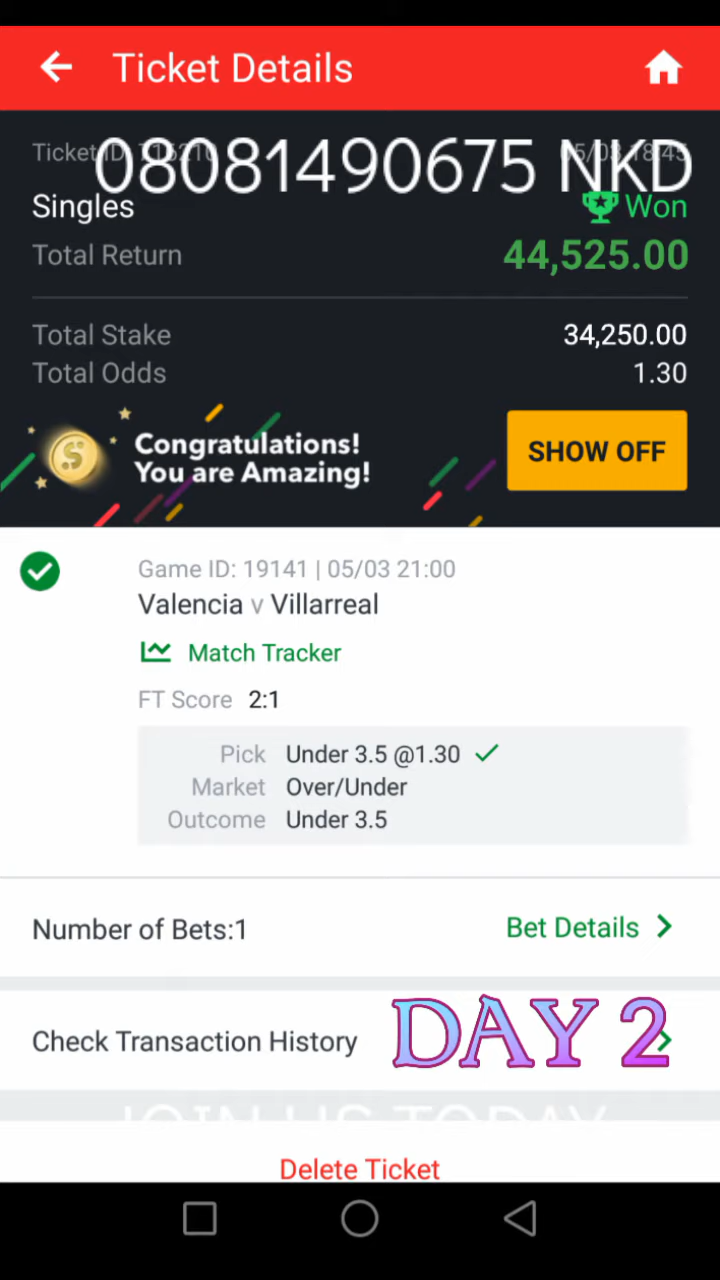 Ticket Details
08081490675 NKD
Singles
Won
Total Return 44,525.00
Total Stake 34,250.00
Total Odds 1.30
Congratulations!
You are Amazing!
SHOW OFF
Game ID: 19141 | 05/03 21:00
Valencia v Villarreal
Match Tracker
FT Score 2:1
Pick Under 3.5 @1.30
Market Over/Under
Outcome Under 3.5
Number of Bets:1
Bet Details
Check Transaction History
DAY 2
JOIN US TODAY
Delete Ticket